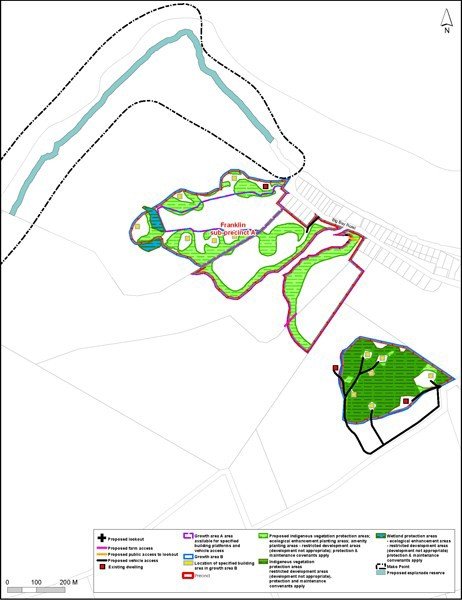 N
Big Bay Road
Franklin
sub-precinct A
Proposed lookout
Proposed farm access
Proposed public access to lookout
Proposed vehicle access
Existing dwelling
Growth area A area
available for specified
building platforms and
vehicle access
Growth area B
Location of specified building
area in growth area B
Precinct
Proposed indigenous vegetation protection areas;
ecological enhancement planting areas; amenity
planting areas - restricted development areas
(development not appropriate); protection &
maintenance covenants apply
Indigenous vegetation
protection areas
restricted development areas
(development not appropriate),
protection and maintenance
convenants apply
Wetland protection areas
- ecological enhancement areas
- restricted development areas
(development not appropriate)
protection & maintenance
covenants apply
Waka Point
Proposed esplanade reserve
0 100 200 M